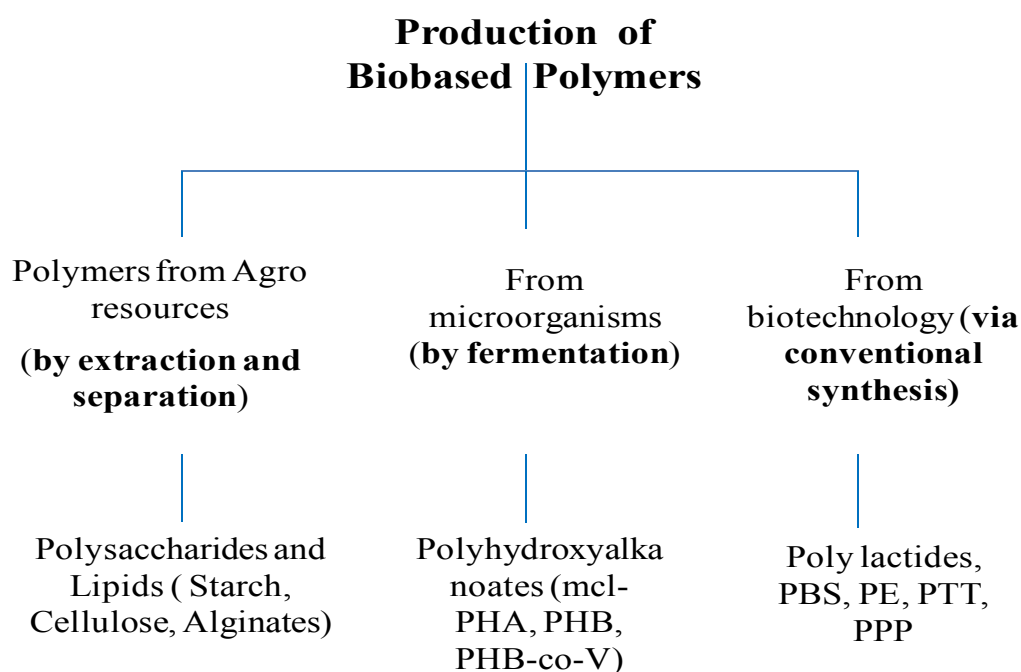 Production of
Biobased Polymers
Polymers from Agro
resources
(by extraction and
separation)
From
microorganisms
(by fermentation)
From
biotechnology (via
conventional
synthesis)
Polysaccharides and
Lipids ( Starch,
Cellulose, Alginates)
Polyhydroxyalka
noates (mcl-
PHA, PHB,
PHB-co-V)
Poly lactides,
PBS, PE, PTT,
PPP